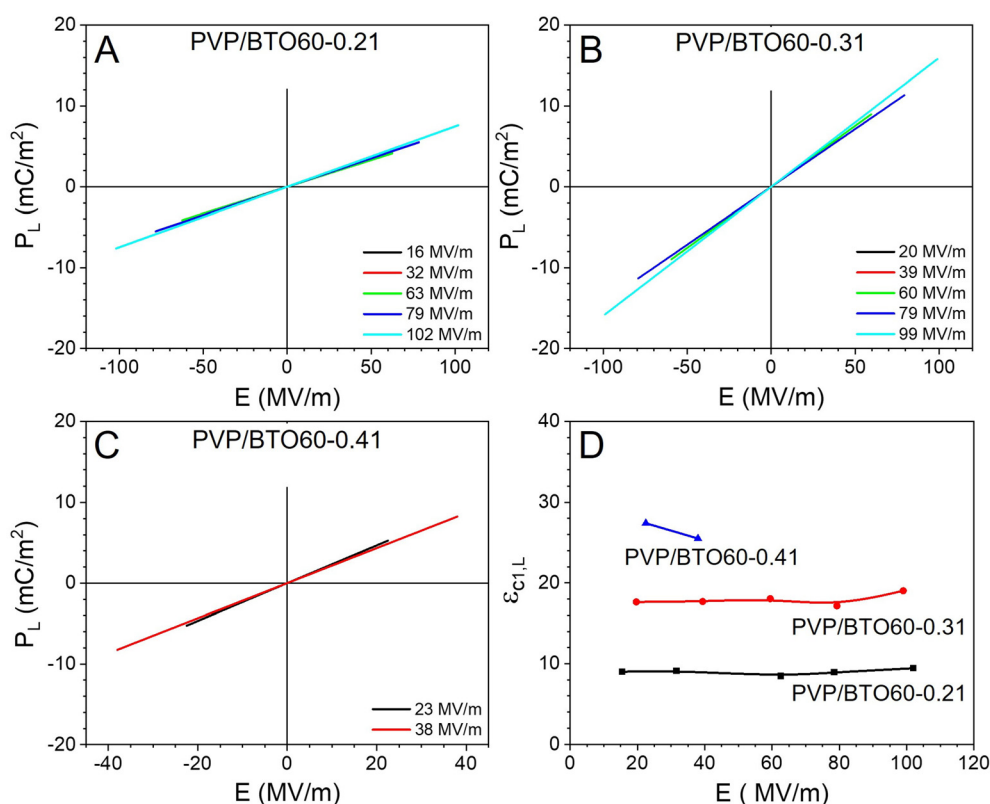 A
PVP/BTO60-0.21
20
10
0
-10
-20
-100
-50
0
50
100
P_L (mC/m²)
E (MV/m)
16 MV/m
32 MV/m
63 MV/m
79 MV/m
102 MV/m
B
PVP/BTO60-0.31
20
10
0
-10
-20
-100
-50
0
50
100
P_L (mC/m²)
E (MV/m)
20 MV/m
39 MV/m
60 MV/m
79 MV/m
99 MV/m
C
PVP/BTO60-0.41
20
10
0
-10
-20
-40
-20
0
20
40
P_L (mC/m²)
E (MV/m)
23 MV/m
38 MV/m
D
40
30
20
10
0
0
20
40
60
80
100
120
ε_C1,L
E ( MV/m)
PVP/BTO60-0.41
PVP/BTO60-0.31
PVP/BTO60-0.21